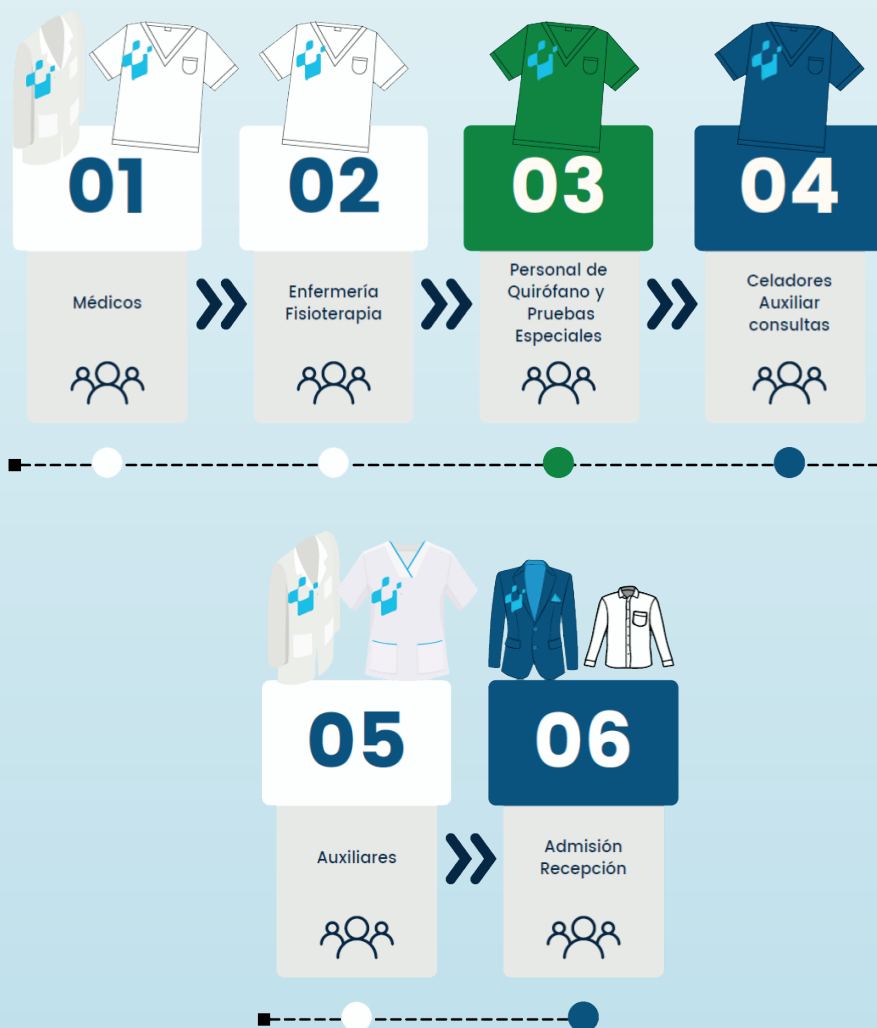 01
02
03
04
Médicos
Enfermería
Fisioterapia
Personal de
Quirófano y
Pruebas
Especiales
Celadores
Auxiliar
consultas
05
06
Auxiliares
Admisión
Recepción